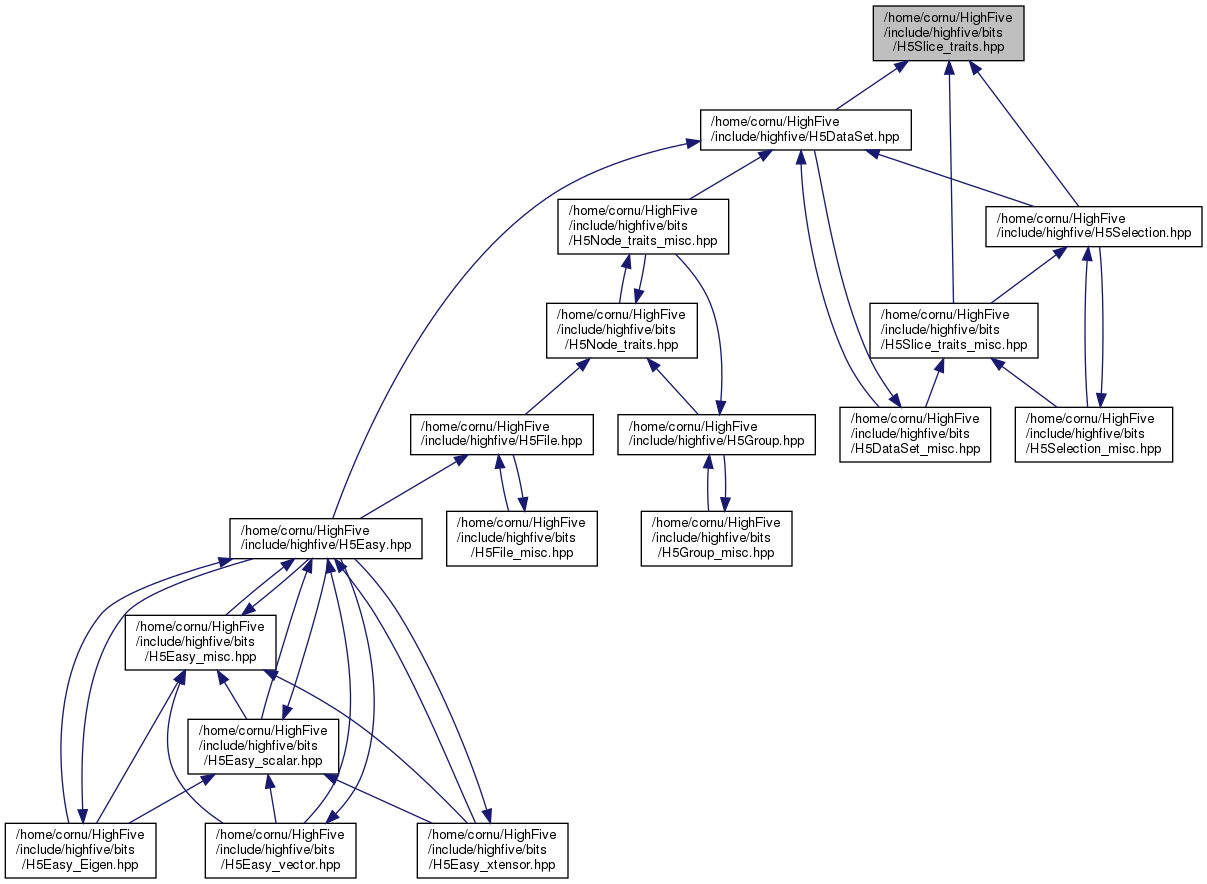 /home/cornu/HighFive
/include/highfive/bits
/H5Slice_traits.hpp
/home/cornu/HighFive
/include/highfive/H5DataSet.hpp
/home/cornu/HighFive
/include/highfive/bits
/H5Node_traits_misc.hpp
/home/cornu/HighFive
/include/highfive/H5Selection.hpp
/home/cornu/HighFive
/include/highfive/bits
/H5Node_traits.hpp
/home/cornu/HighFive
/include/highfive/bits
/H5Slice_traits_misc.hpp
/home/cornu/HighFive
/include/highfive/H5File.hpp
/home/cornu/HighFive
/include/highfive/H5Group.hpp
/home/cornu/HighFive
/include/highfive/bits
/H5DataSet_misc.hpp
/home/cornu/HighFive
/include/highfive/bits
/H5Selection_misc.hpp
/home/cornu/HighFive
/include/highfive/H5Easy.hpp
/home/cornu/HighFive
/include/highfive/bits
/H5File_misc.hpp
/home/cornu/HighFive
/include/highfive/bits
/H5Group_misc.hpp
/home/cornu/HighFive
/include/highfive/bits
/H5Easy_misc.hpp
/home/cornu/HighFive
/include/highfive/bits
/H5Easy_scalar.hpp
/home/cornu/HighFive
/include/highfive/bits
/H5Easy_Eigen.hpp
/home/cornu/HighFive
/include/highfive/bits
/H5Easy_vector.hpp
/home/cornu/HighFive
/include/highfive/bits
/H5Easy_xtensor.hpp